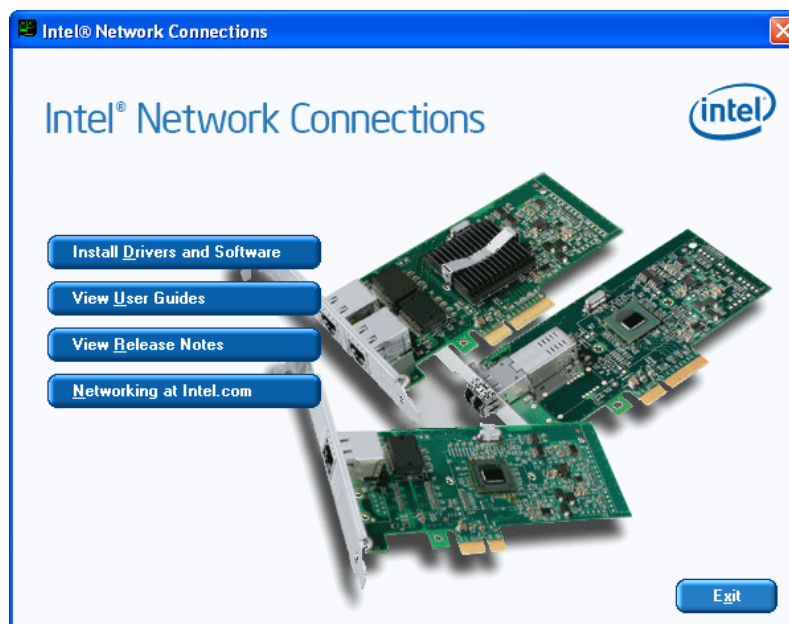 Intel® Network Connections
Intel® Network Connections
intel
Install Drivers and Software
View User Guides
View Release Notes
Networking at Intel.com
Exit